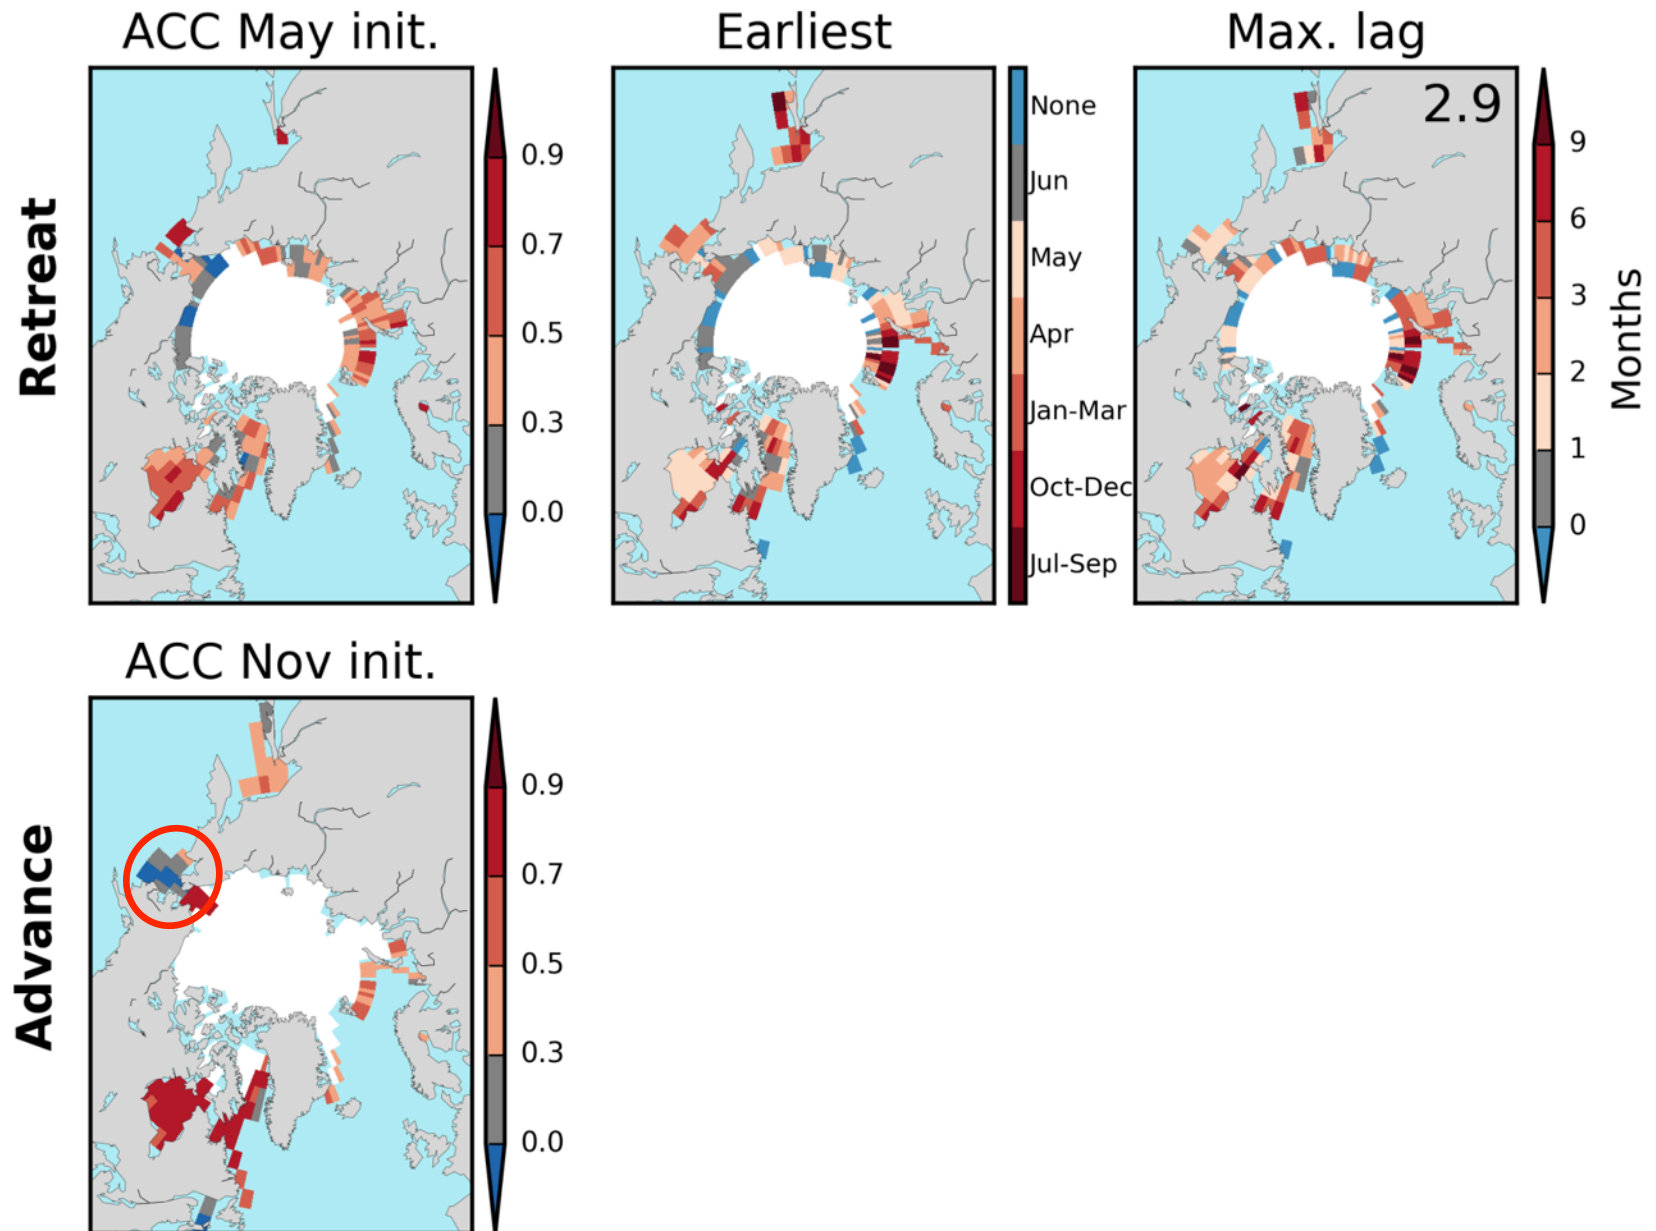 ACC May init.
Earliest
Max. lag
Retreat
0.9
0.7
0.5
0.3
0.0
None
Jun
May
Apr
Jan-Mar
Oct-Dec
Jul-Sep
2.9
9
6
3
2
1
0
Months
ACC Nov init.
Advance
0.9
0.7
0.5
0.3
0.0